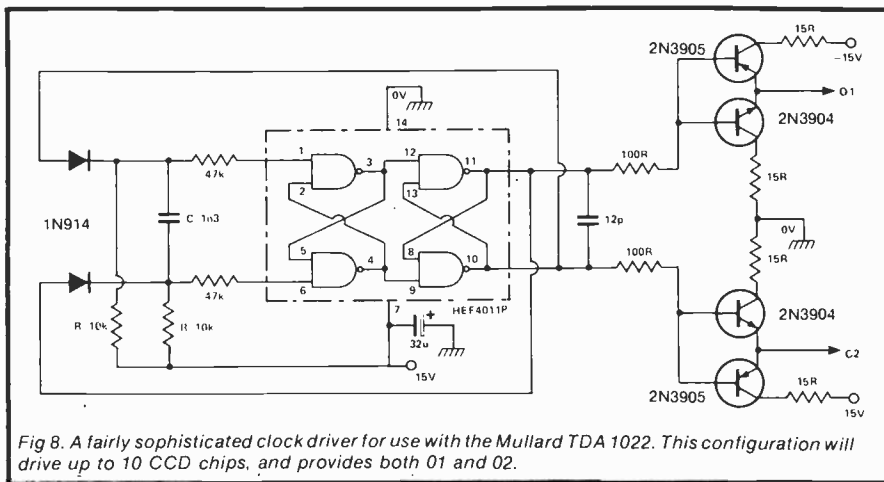 15R
2N3905
-15V
01
0V
14
2N3904
1
3
12
11
100R
47k
2
13
15R
1N914
C 1n3
12p
0V
15R
5
4
8
10
100R
47k
6
9
2N3904
HEF4011P
7
R 10k
R 10k
32u
+
C2
2N3905
15R
15V
15V
Fig 8. A fairly sophisticated clock driver for use with the Mullard TDA 1022. This configuration will
drive up to 10 CCD chips, and provides both 01 and 02.